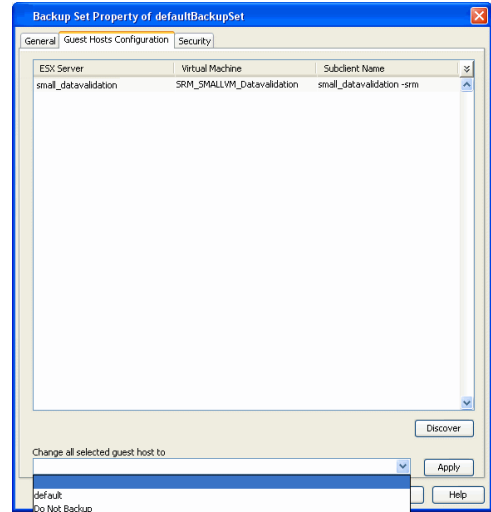 Backup Set Property of defaultBackupSet
General Guest Hosts Configuration Security
ESX Server Virtual Machine Subclient Name
small_datavalidation SRM_SMALLVM_Datavalidation small_datavalidation -srm
Discover
Change all selected guest host to
Apply
default
Help
Do Not Backup